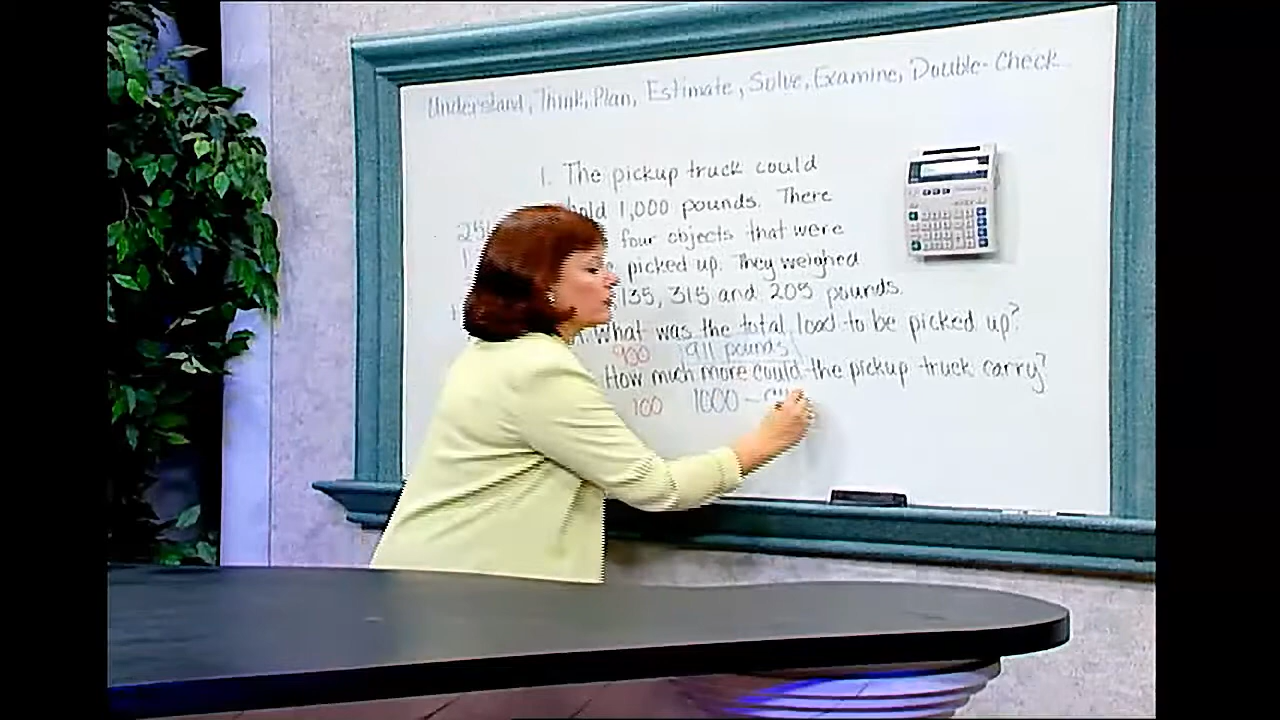 Understand, Think, Plan, Estimate, Solve, Examine, Double-Check
1. The pickup truck could
hold 1,000 pounds. There
four objects that were
picked up. They weighed
135, 315 and 205 pounds.
What was the total load to be picked up?
900 911 pounds
How much more could the pickup truck carry?
100 1000 -